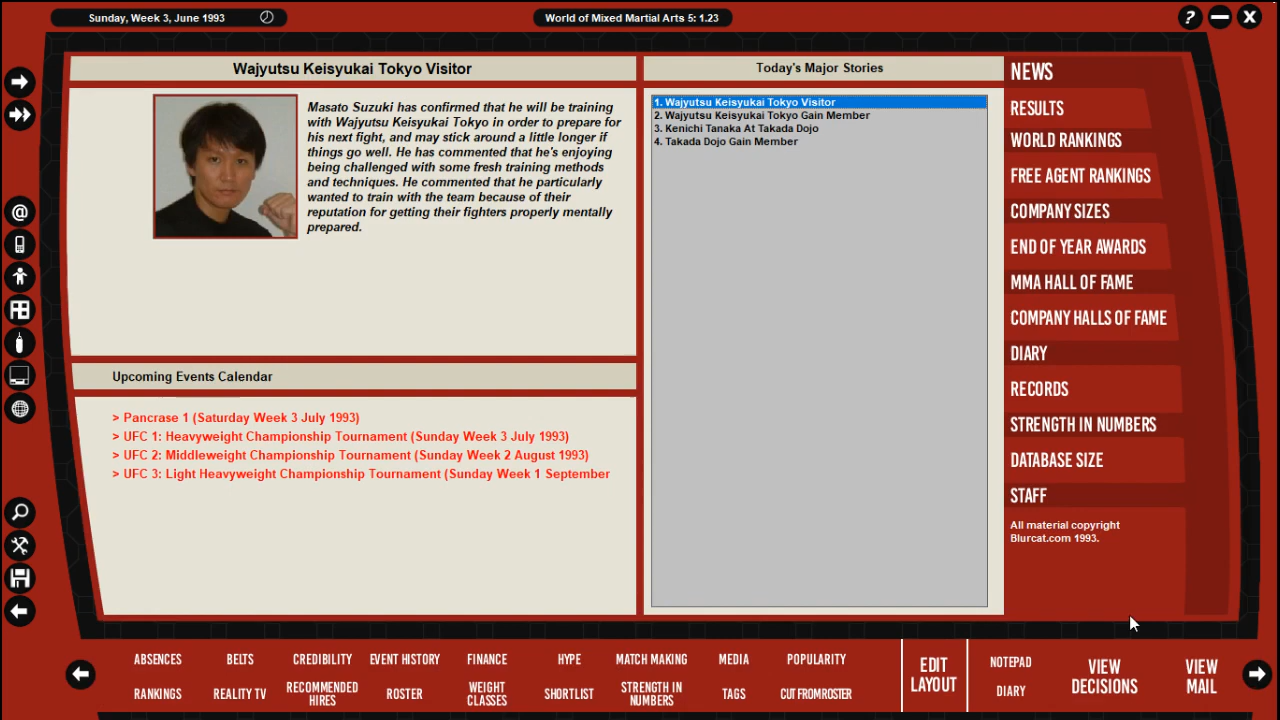 Sunday, Week 3, June 1993
World of Mixed Martial Arts 5: 1.23
?
X
Wajyutsu Keisyukai Tokyo Visitor
Masato Suzuki has confirmed that he will be training
with Wajyutsu Keisyukai Tokyo in order to prepare for
his next fight, and may stick around a little longer if
things go well. He has commented that he's enjoying
being challenged with some fresh training methods
and techniques. He commented that he particularly
wanted to train with the team because of their
reputation for getting their fighters properly mentally
prepared.
Upcoming Events Calendar
> Pancrase 1 (Saturday Week 3 July 1993)
> UFC 1: Heavyweight Championship Tournament (Sunday Week 3 July 1993)
> UFC 2: Middleweight Championship Tournament (Sunday Week 2 August 1993)
> UFC 3: Light Heavyweight Championship Tournament (Sunday Week 1 September
Today's Major Stories
1. Wajyutsu Keisyukai Tokyo Visitor
2. Wajyutsu Keisyukai Tokyo Gain Member
3. Kenichi Tanaka At Takada Dojo
4. Takada Dojo Gain Member
NEWS
RESULTS
WORLD RANKINGS
FREE AGENT RANKINGS
COMPANY SIZES
END OF YEAR AWARDS
MMA HALL OF FAME
COMPANY HALLS OF FAME
DIARY
RECORDS
STRENGTH IN NUMBERS
DATABASE SIZE
STAFF
All material copyright
Blurcat.com 1993.
@
ABSENCES
BELTS
CREDIBILITY
EVENT HISTORY
FINANCE
HYPE
MATCH MAKING
MEDIA
POPULARITY
RANKINGS
REALITY TV
RECOMMENDED
HIRES
ROSTER
WEIGHT
CLASSES
SHORTLIST
STRENGTH IN
NUMBERS
TAGS
CUT FROM ROSTER
EDIT
LAYOUT
NOTEPAD
DIARY
VIEW
DECISIONS
VIEW
MAIL